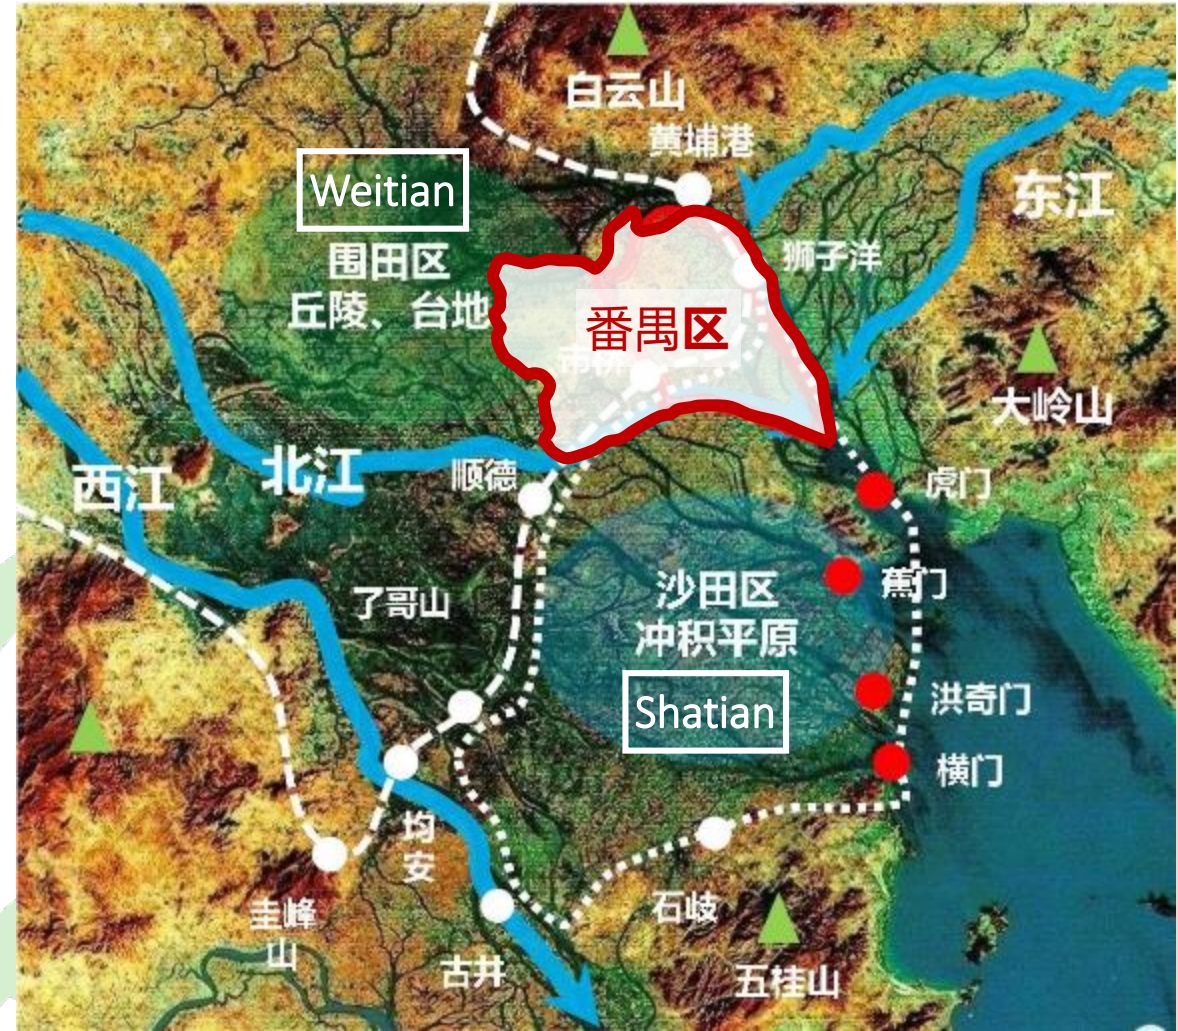 白云山
黄埔港
Weitian
东江
围田区
丘陵、台地
狮子洋
番禺区
大岭山
西江
北江
顺德
虎门
了哥山
沙田区
冲积平原
蕉门
Shatian
洪奇门
横门
均
安
圭峰
山
石歧
古井
五桂山